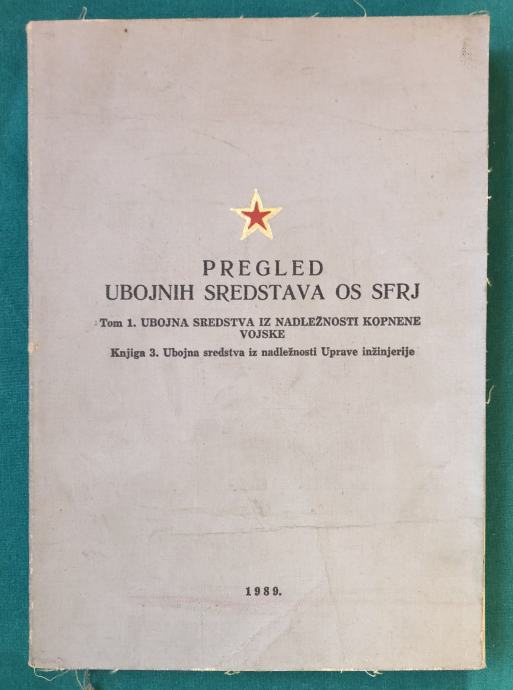 PREGLED
UBOJNIH SREDSTAVA OS SFRJ
Tom 1. UBOJNA SREDSTVA IZ NADLEŽNOSTI KOPNENE
VOJSKE
Knjiga 3. Ubojna sredstva iz nadležnosti Uprave inžinjerije
1989.